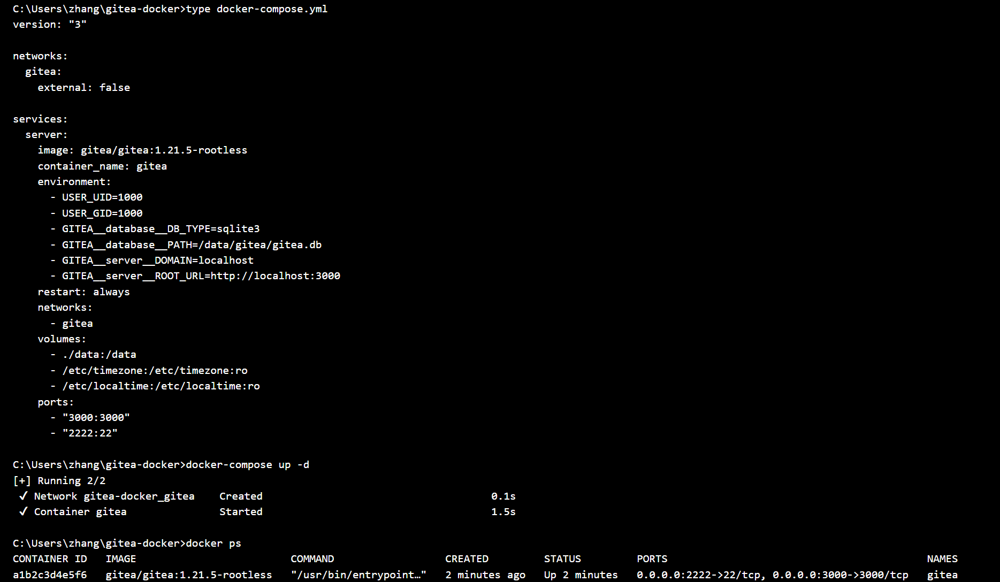 C:\Users\zhang\gitea-docker>type docker-compose.yml
version: "3"

networks:
  gitea:
    external: false

services:
  server:
    image: gitea/gitea:1.21.5-rootless
    container_name: gitea
    environment:
      - USER_UID=1000
      - USER_GID=1000
      - GITEA__database__DB_TYPE=sqlite3
      - GITEA__database__PATH=/data/gitea/gitea.db
      - GITEA__server__DOMAIN=localhost
      - GITEA__server__ROOT_URL=http://localhost:3000
    restart: always
    networks:
      - gitea
    volumes:
      - ./data:/data
      - /etc/timezone:/etc/timezone:ro
      - /etc/localtime:/etc/localtime:ro
    ports:
      - "3000:3000"
      - "2222:22"

C:\Users\zhang\gitea-docker>docker-compose up -d
[+] Running 2/2
 ✔ Network gitea-docker_gitea    Created                                     0.1s
 ✔ Container gitea               Started                                     1.5s

C:\Users\zhang\gitea-docker>docker ps
CONTAINER ID   IMAGE                         COMMAND                  CREATED         STATUS         PORTS                                          NAMES
a1b2c3d4e5f6   gitea/gitea:1.21.5-rootless   "/usr/bin/entrypoint…"   2 minutes ago   Up 2 minutes   0.0.0.0:2222->22/tcp, 0.0.0.0:3000->3000/tcp   gitea